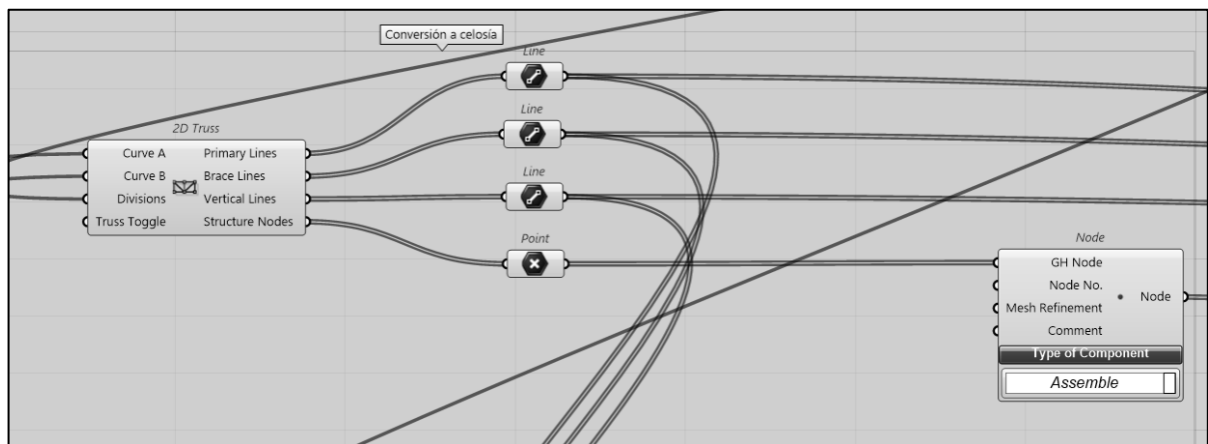 Conversión a celosía
Line
Line
2D Truss
Curve A Primary Lines
Curve B Brace Lines
Divisions Vertical Lines
Truss Toggle Structure Nodes
Line
Point
Node
GH Node
Node No.
Mesh Refinement
Comment
Node
Type of Component
Assemble